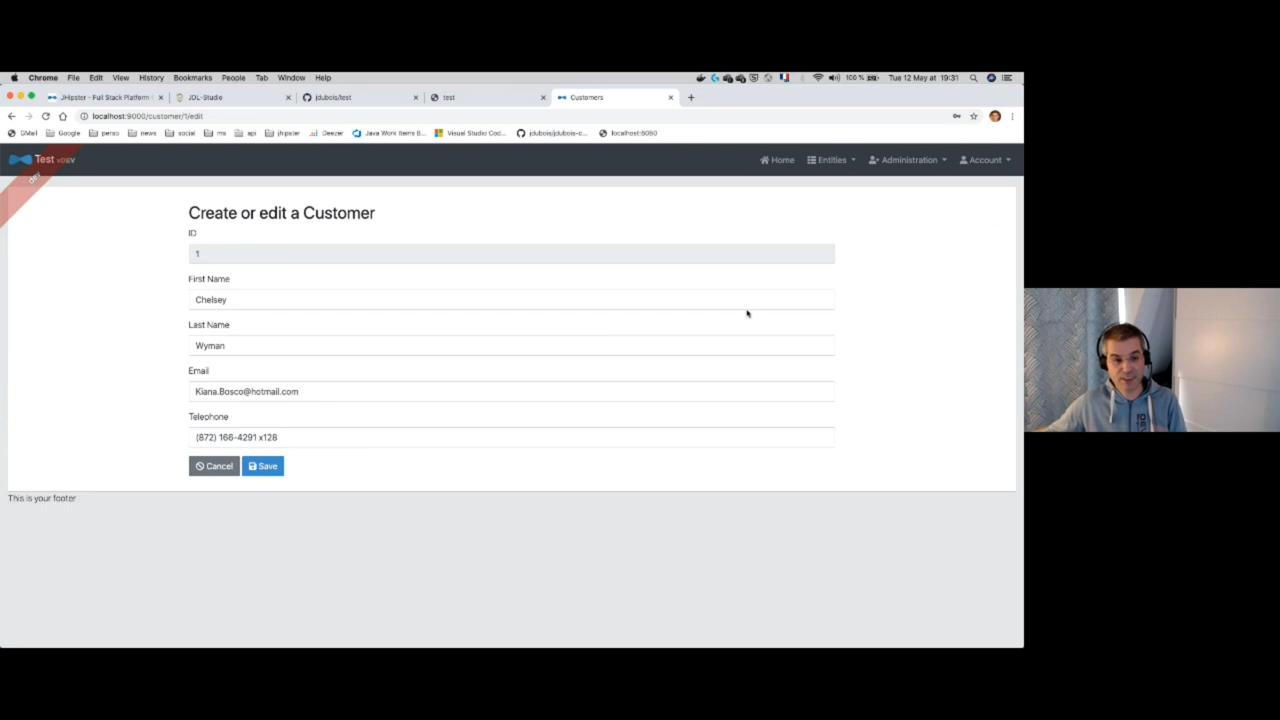 Chrome File Edit View History Bookmarks People Tab Window Help 100 % Tue 12 May at 19:31
JHipster - Full Stack Platform JDL-Studio jdubois/test test Customers
localhost:9000/customer/1/edit
GMail Google perso news social ms api jhipster Deezer Java Work Items B... Visual Studio Cod... jdubois/jdubois-c... localhost:8080
Test vDEV Home Entities Administration Account
dev
Create or edit a Customer
ID
1
First Name
Chelsey
Last Name
Wyman
Email
Kiana.Bosco@hotmail.com
Telephone
(872) 166-4291 x128
Cancel Save
This is your footer